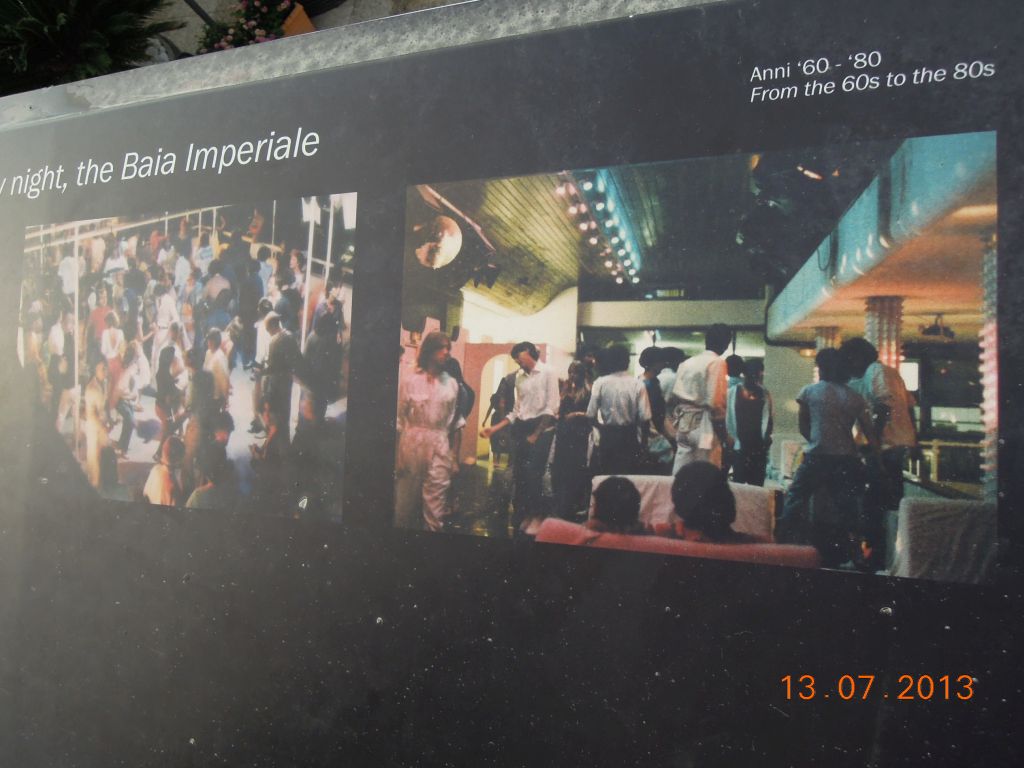 Anni ‘60 - ‘80
From the 60s to the 80s
night, the Baia Imperiale
13.07.2013